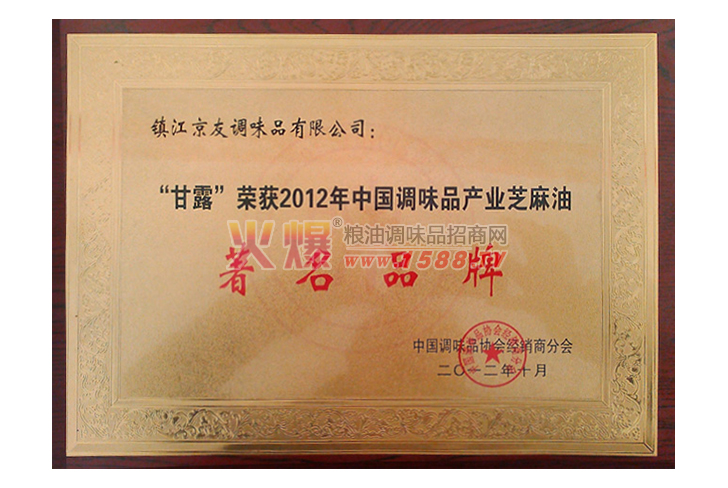 镇江京友调味品有限公司：
“甘露”荣获2012年中国调味品产业芝麻油
火爆®粮油调味品招商网
著名品牌
中国调味品协会经销商分会
二〇一二年十月